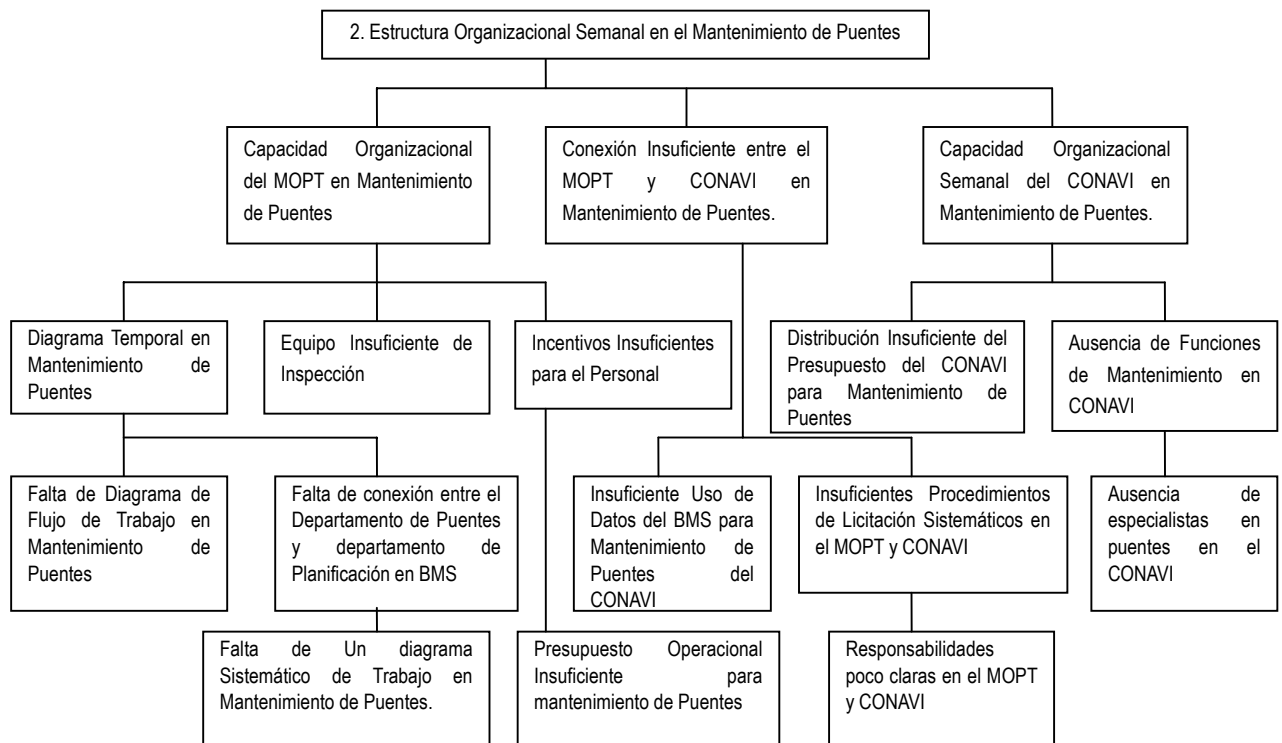 2. Estructura Organizacional Semanal en el Mantenimiento de Puentes
Capacidad Organizacional
del MOPT en Mantenimiento
de Puentes
Conexión Insuficiente entre el
MOPT y CONAVI en
Mantenimiento de Puentes.
Capacidad Organizacional
Semanal del CONAVI en
Mantenimiento de Puentes.
Diagrama Temporal en
Mantenimiento de
Puentes
Equipo Insuficiente de
Inspección
Incentivos Insuficientes
para el Personal
Distribución Insuficiente del
Presupuesto del CONAVI
para Mantenimiento de
Puentes
Ausencia de Funciones
de Mantenimiento en
CONAVI
Falta de Diagrama de
Flujo de Trabajo en
Mantenimiento de
Puentes
Falta de conexión entre el
Departamento de Puentes
y departamento de
Planificación en BMS
Insuficiente Uso de
Datos del BMS para
Mantenimiento de
Puentes del
CONAVI
Insuficientes Procedimientos
de Licitación Sistemáticos en
el MOPT y CONAVI
Ausencia de
especialistas en
puentes en el
CONAVI
Falta de Un diagrama
Sistemático de Trabajo en
Mantenimiento de Puentes.
Presupuesto Operacional
Insuficiente para
mantenimiento de Puentes
Responsabilidades
poco claras en el MOPT
y CONAVI